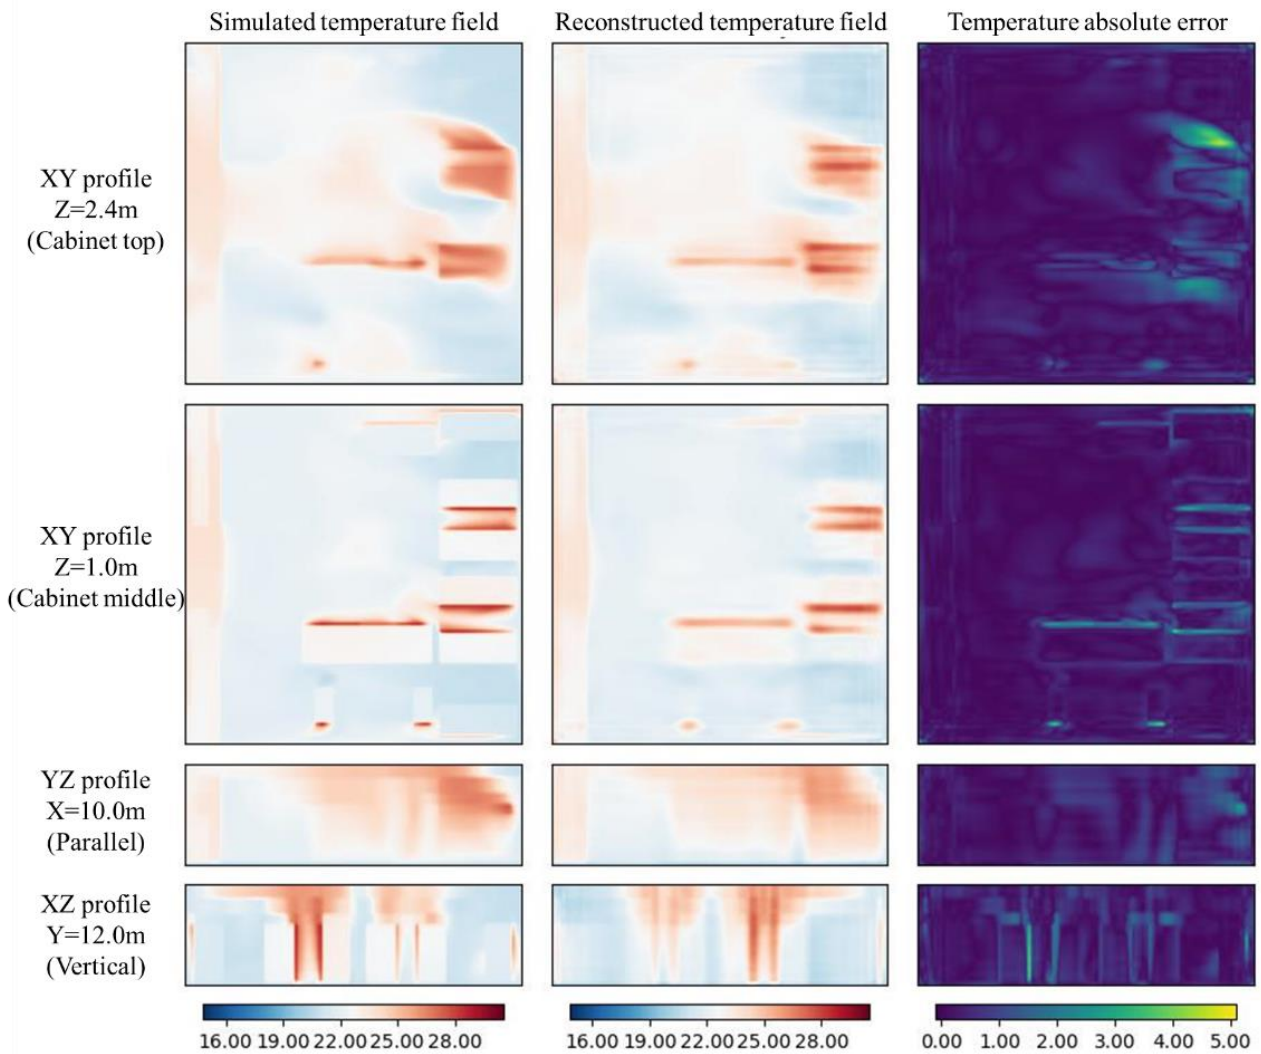 Simulated temperature field
Reconstructed temperature field
Temperature absolute error
XY profile
Z=2.4m
(Cabinet top)
XY profile
Z=1.0m
(Cabinet middle)
YZ profile
X=10.0m
(Parallel)
XZ profile
Y=12.0m
(Vertical)
16.00 19.00 22.00 25.00 28.00
16.00 19.00 22.00 25.00 28.00
0.00 1.00 2.00 3.00 4.00 5.00